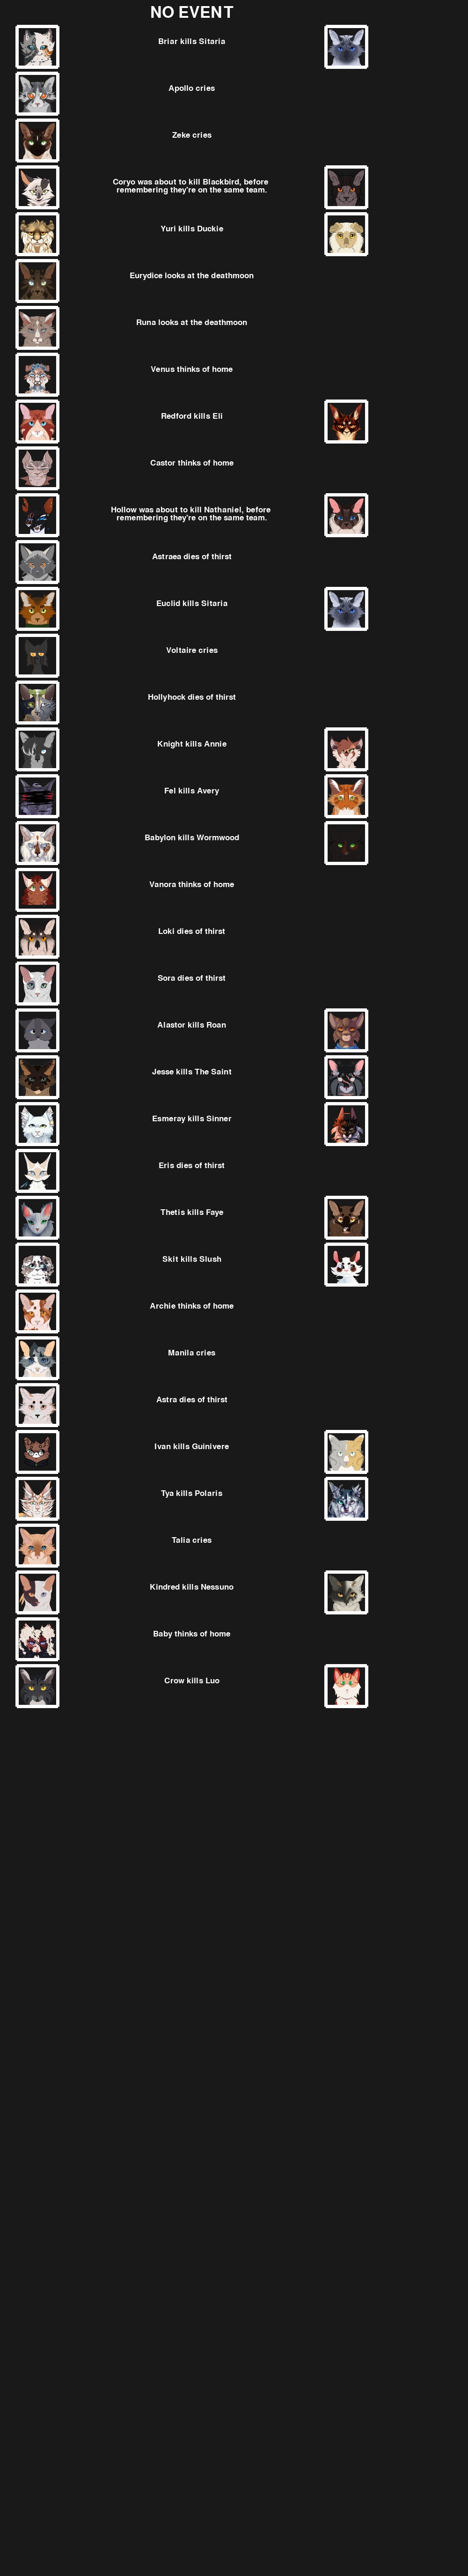 NO EVENT
Briar kills Sitaria
Apollo cries
Zeke cries
Coryo was about to kill Blackbird, before
remembering they're on the same team.
Yuri kills Duckie
Eurydice looks at the deathmoon
Runa looks at the deathmoon
Venus thinks of home
Redford kills Eli
Castor thinks of home
Hollow was about to kill Nathaniel, before
remembering they're on the same team.
Astraea dies of thirst
Euclid kills Sitaria
Voltaire cries
Hollyhock dies of thirst
Knight kills Annie
Fel kills Avery
Babylon kills Wormwood
Vanora thinks of home
Loki dies of thirst
Sora dies of thirst
Alastor kills Roan
Jesse kills The Saint
Esmeray kills Sinner
Eris dies of thirst
Thetis kills Faye
Skit kills Slush
Archie thinks of home
Manila cries
Astra dies of thirst
Ivan kills Guinivere
Tya kills Polaris
Talia cries
Kindred kills Nessuno
Baby thinks of home
Crow kills Luo